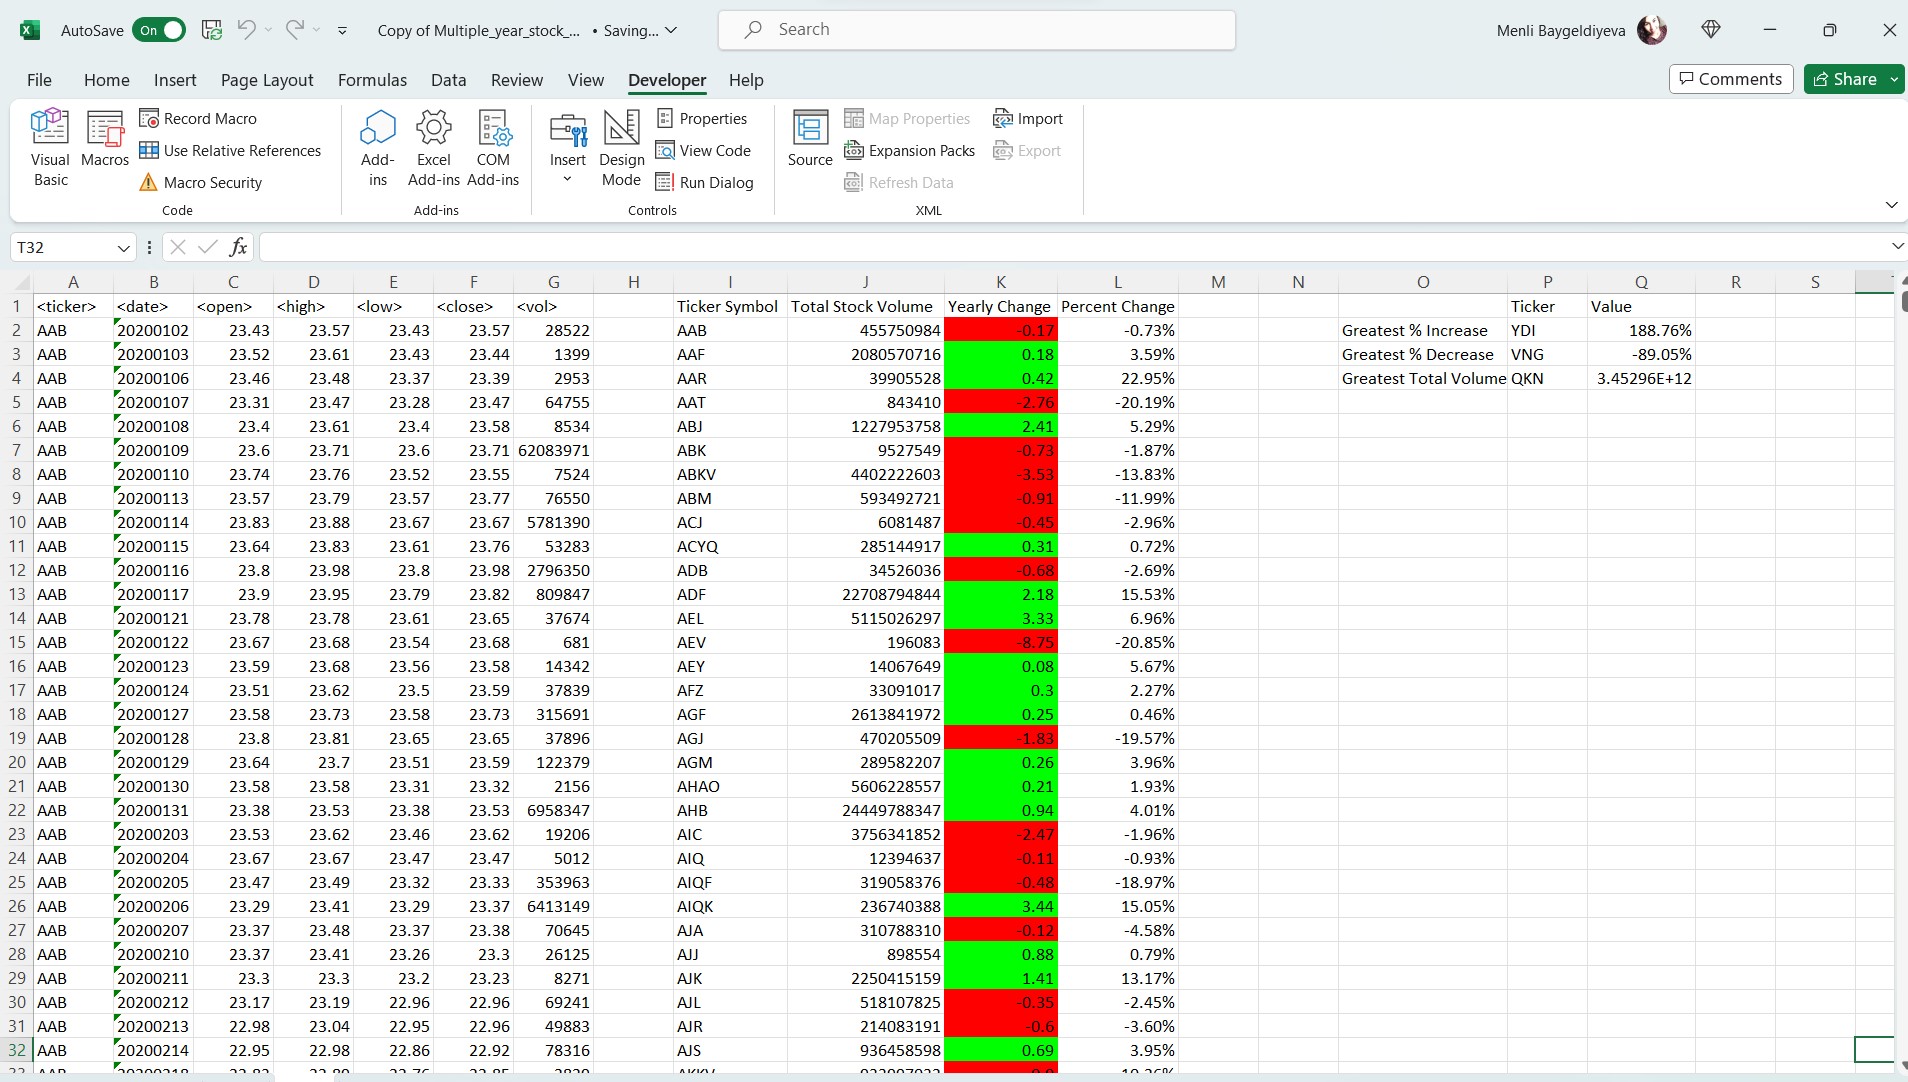 AutoSave On Copy of Multiple_year_stock_... • Saving... Search Menli Baygeldiyeva
File Home Insert Page Layout Formulas Data Review View Developer Help Comments Share
Visual Basic
Macros
Record Macro
Use Relative References
Macro Security
Code
Add-ins
Excel Add-ins
COM Add-ins
Add-ins
Insert
Design Mode
Properties
View Code
Run Dialog
Controls
Source
Map Properties
Expansion Packs
Refresh Data
Import
Export
XML
T32 fx
A B C D E F G H I J K L M N O P Q R S
1 <ticker> <date> <open> <high> <low> <close> <vol> Ticker Symbol Total Stock Volume Yearly Change Percent Change Ticker Value
2 AAB 20200102 23.43 23.57 23.43 23.57 28522 AAB 455750984 -0.17 -0.73% Greatest % Increase YDI 188.76%
3 AAB 20200103 23.52 23.61 23.43 23.44 1399 AAF 2080570716 0.18 3.59% Greatest % Decrease VNG -89.05%
4 AAB 20200106 23.46 23.48 23.37 23.39 2953 AAR 39905528 0.42 22.95% Greatest Total Volume QKN 3.45296E+12
5 AAB 20200107 23.31 23.47 23.28 23.47 64755 AAT 843410 -2.76 -20.19%
6 AAB 20200108 23.4 23.61 23.4 23.58 8534 ABJ 1227953758 2.41 5.29%
7 AAB 20200109 23.6 23.71 23.6 23.71 62083971 ABK 9527549 -0.73 -1.87%
8 AAB 20200110 23.74 23.76 23.52 23.55 7524 ABKV 4402222603 -3.53 -13.83%
9 AAB 20200113 23.57 23.79 23.57 23.77 76550 ABM 593492721 -0.91 -11.99%
10 AAB 20200114 23.83 23.88 23.67 23.67 5781390 ACJ 6081487 -0.45 -2.96%
11 AAB 20200115 23.64 23.83 23.61 23.76 53283 ACYQ 285144917 0.31 0.72%
12 AAB 20200116 23.8 23.98 23.8 23.98 2796350 ADB 34526036 -0.68 -2.69%
13 AAB 20200117 23.9 23.95 23.79 23.82 809847 ADF 22708794844 2.18 15.53%
14 AAB 20200121 23.78 23.78 23.61 23.65 37674 AEL 5115026297 3.33 6.96%
15 AAB 20200122 23.67 23.68 23.54 23.68 681 AEV 196083 -8.75 -20.85%
16 AAB 20200123 23.59 23.68 23.56 23.58 14342 AEY 14067649 0.08 5.67%
17 AAB 20200124 23.51 23.62 23.5 23.59 37839 AFZ 33091017 0.3 2.27%
18 AAB 20200127 23.58 23.73 23.58 23.73 315691 AGF 2613841972 0.25 0.46%
19 AAB 20200128 23.8 23.81 23.65 23.65 37896 AGJ 470205509 -1.83 -19.57%
20 AAB 20200129 23.64 23.7 23.51 23.59 122379 AGM 289582207 0.26 3.96%
21 AAB 20200130 23.58 23.58 23.31 23.32 2156 AHAO 5606228557 0.21 1.93%
22 AAB 20200131 23.38 23.53 23.38 23.53 6958347 AHB 24449788347 0.94 4.01%
23 AAB 20200203 23.53 23.62 23.46 23.62 19206 AIC 3756341852 -2.47 -1.96%
24 AAB 20200204 23.67 23.67 23.47 23.47 5012 AIQ 12394637 -0.11 -0.93%
25 AAB 20200205 23.47 23.49 23.32 23.33 353963 AIQF 319058376 -0.48 -18.97%
26 AAB 20200206 23.29 23.41 23.29 23.37 6413149 AIQK 236740388 3.44 15.05%
27 AAB 20200207 23.37 23.48 23.37 23.38 70645 AJA 310788310 -0.12 -4.58%
28 AAB 20200210 23.37 23.41 23.26 23.3 26125 AJJ 898554 0.88 0.79%
29 AAB 20200211 23.3 23.3 23.2 23.23 8271 AJK 2250415159 1.41 13.17%
30 AAB 20200212 23.17 23.19 22.96 22.96 69241 AJL 518107825 -0.35 -2.45%
31 AAB 20200213 22.98 23.04 22.95 22.96 49883 AJR 214083191 -0.6 -3.60%
32 AAB 20200214 22.95 22.98 22.86 22.92 78316 AJS 936458598 0.69 3.95%